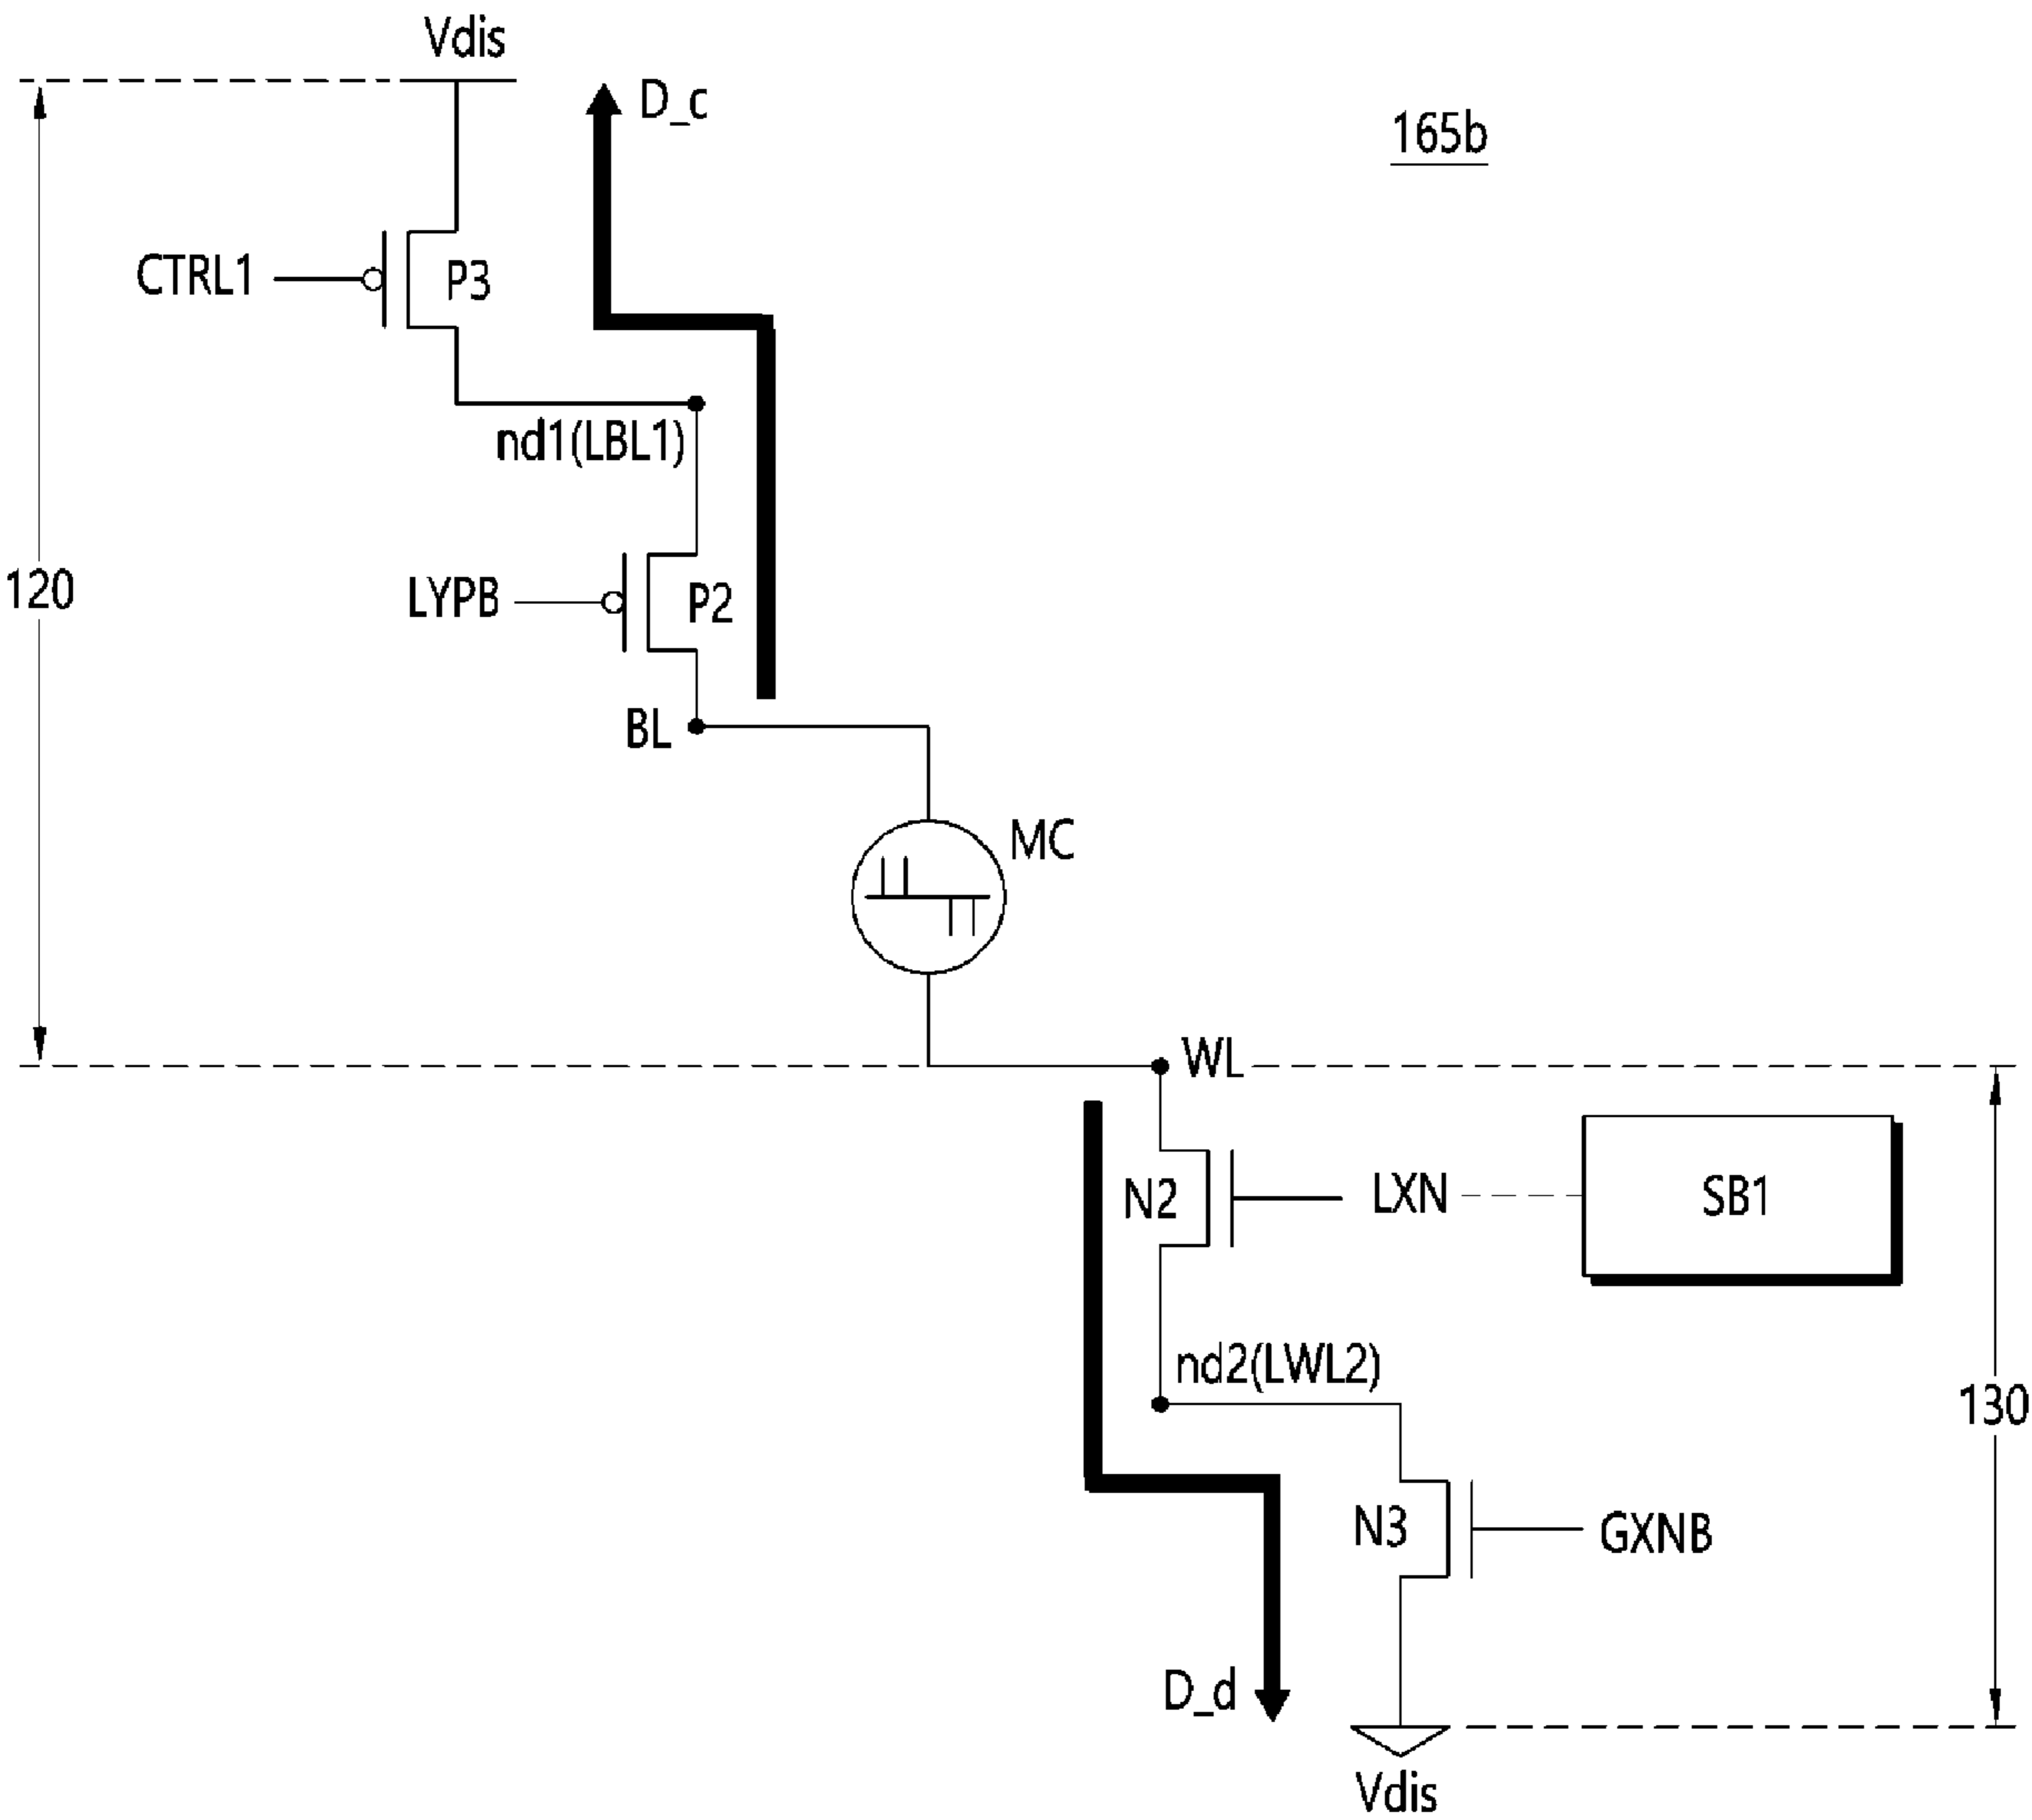 Vdis
D_c
165b
CTRL1
P3
nd1(LBL1)
120
LYPB
P2
BL
MC
WL
N2
LXN
SB1
nd2(LWL2)
130
N3
GXNB
D_d
Vdis